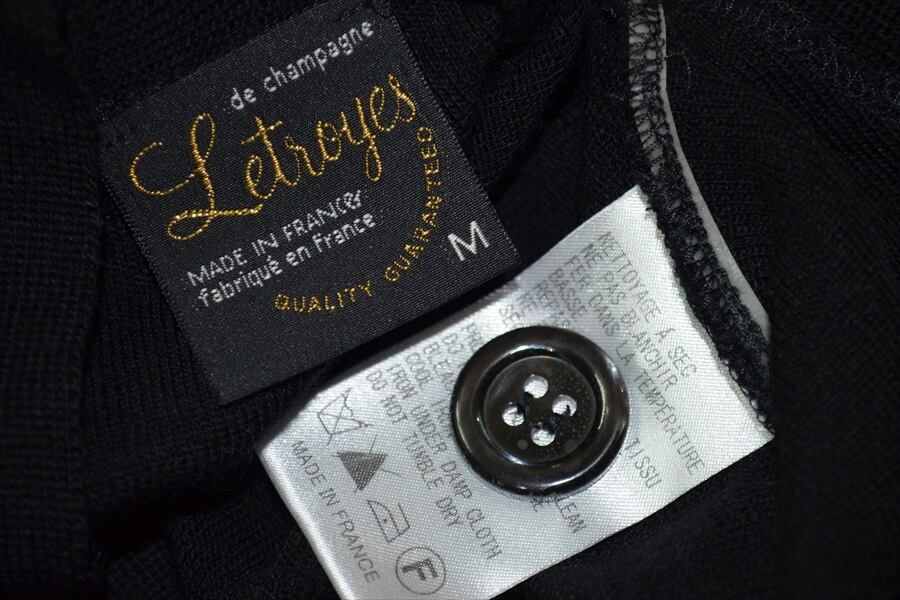 de champagne
Letroyes
MADE IN FRANCE
fabriqué en France
QUALITY GUARANTEED
M
NETTOYAGE À SEC
NE PAS BLANCHIR
DANS LA TEMPERATURE
BASSE
TISSU
CLEAN
COOL
IRON UNDER DAMP CLOTH
DO NOT TUMBLE DRY
MADE IN FRANCE
F